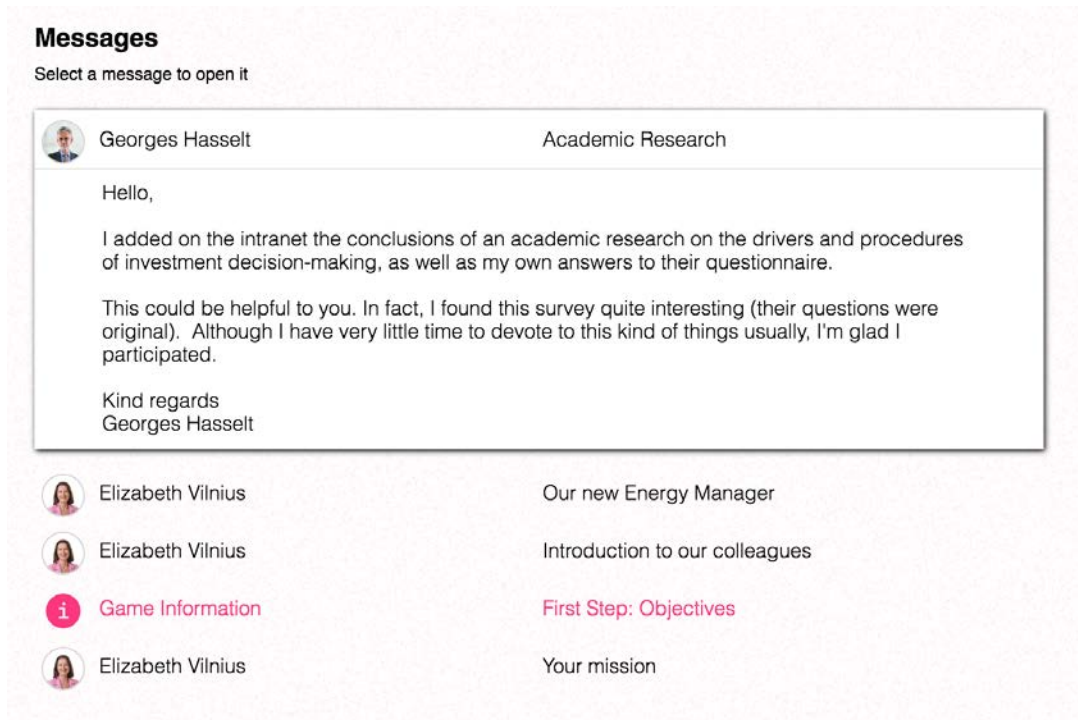 Messages
Select a message to open it
Georges Hasselt Academic Research
Hello,
I added on the intranet the conclusions of an academic research on the drivers and procedures
of investment decision-making, as well as my own answers to their questionnaire.
This could be helpful to you. In fact, I found this survey quite interesting (their questions were
original).  Although I have very little time to devote to this kind of things usually, I'm glad I
participated.
Kind regards
Georges Hasselt
Elizabeth Vilnius Our new Energy Manager
Elizabeth Vilnius Introduction to our colleagues
i Game Information First Step: Objectives
Elizabeth Vilnius Your mission